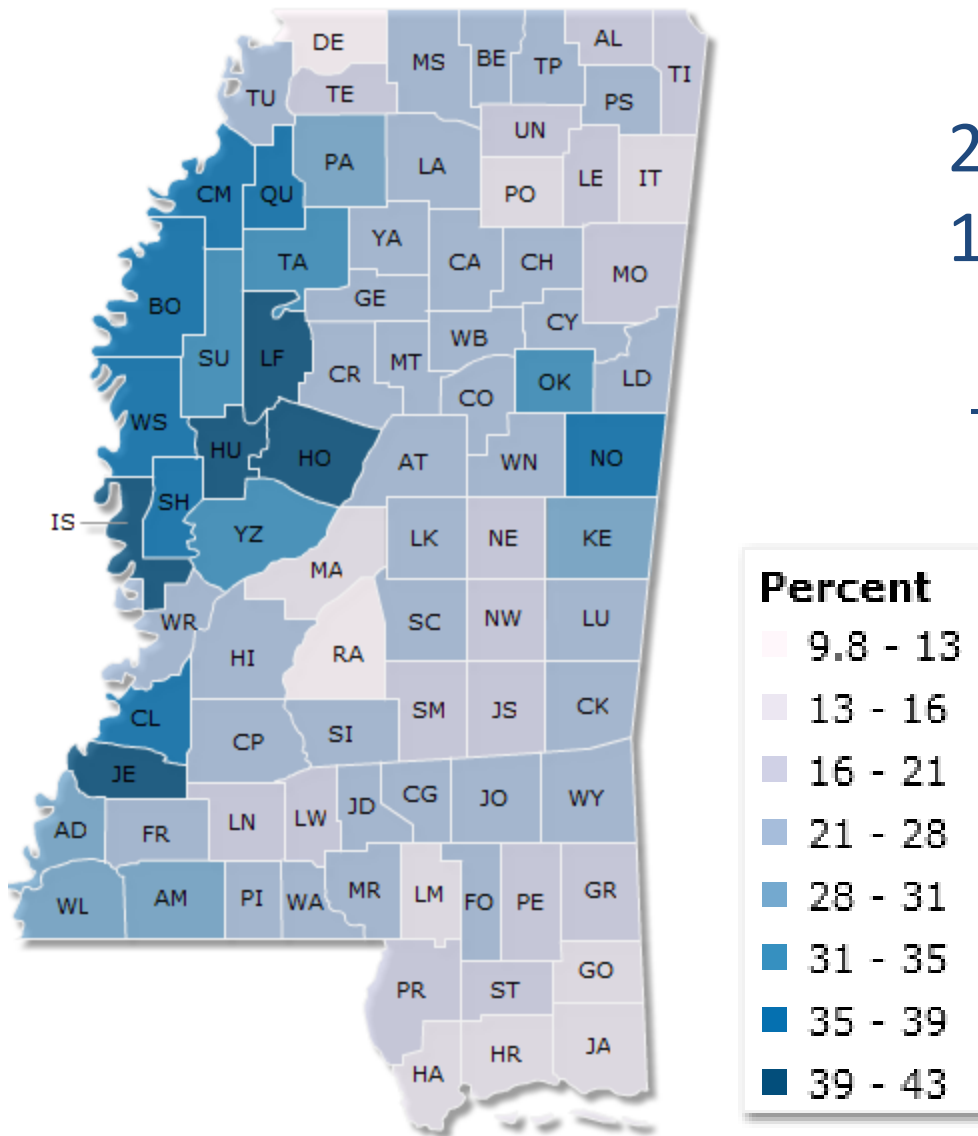 DE
MS
BE
TP
AL
TI
TU
TE
PS
UN
PA
LA
LE
IT
CM
QU
PO
YA
TA
CA
CH
MO
GE
BO
CY
WB
SU
LF
MT
CR
LD
OK
CO
WS
HU
HO
AT
WN
NO
SH
IS
YZ
LK
NE
KE
MA
WR
SC
NW
LU
HI
RA
CL
SM
JS
CK
CP
SI
JE
CG
JO
WY
AD
FR
LN
LW
JD
WL
AM
PI
WA
MR
LM
FO
PE
GR
PR
ST
GO
HA
HR
JA
2
1
Percent
9.8 - 13
13 - 16
16 - 21
21 - 28
28 - 31
31 - 35
35 - 39
39 - 43